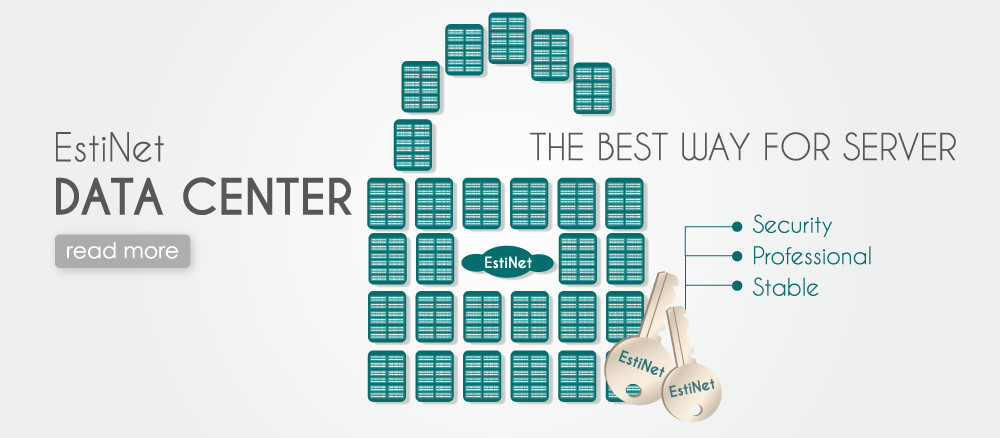 EstiNet
DATA CENTER
read more
THE BEST WAY FOR SERVER
Security
Professional
Stable
EstiNet
EstiNet
EstiNet